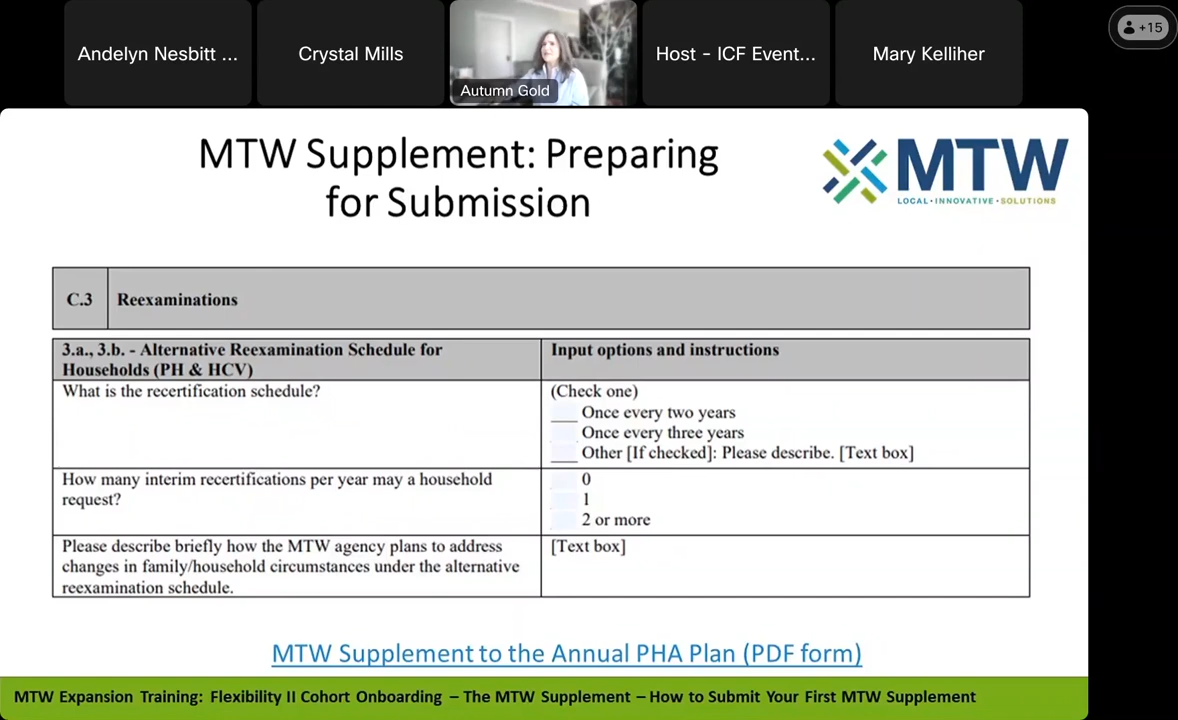 Andelyn Nesbitt ...
Crystal Mills
Autumn Gold
Host - ICF Event...
Mary Kelliher
+15
MTW Supplement: Preparing
for Submission
MTW
LOCAL • INNOVATIVE • SOLUTIONS
C.3 Reexaminations
3.a., 3.b. - Alternative Reexamination Schedule for
Households (PH & HCV)
Input options and instructions
What is the recertification schedule?
(Check one)
___ Once every two years
Once every three years
___ Other [If checked]: Please describe. [Text box]
How many interim recertifications per year may a household
request?
0
1
2 or more
Please describe briefly how the MTW agency plans to address
changes in family/household circumstances under the alternative
reexamination schedule.
[Text box]
MTW Supplement to the Annual PHA Plan (PDF form)
MTW Expansion Training: Flexibility II Cohort Onboarding – The MTW Supplement – How to Submit Your First MTW Supplement